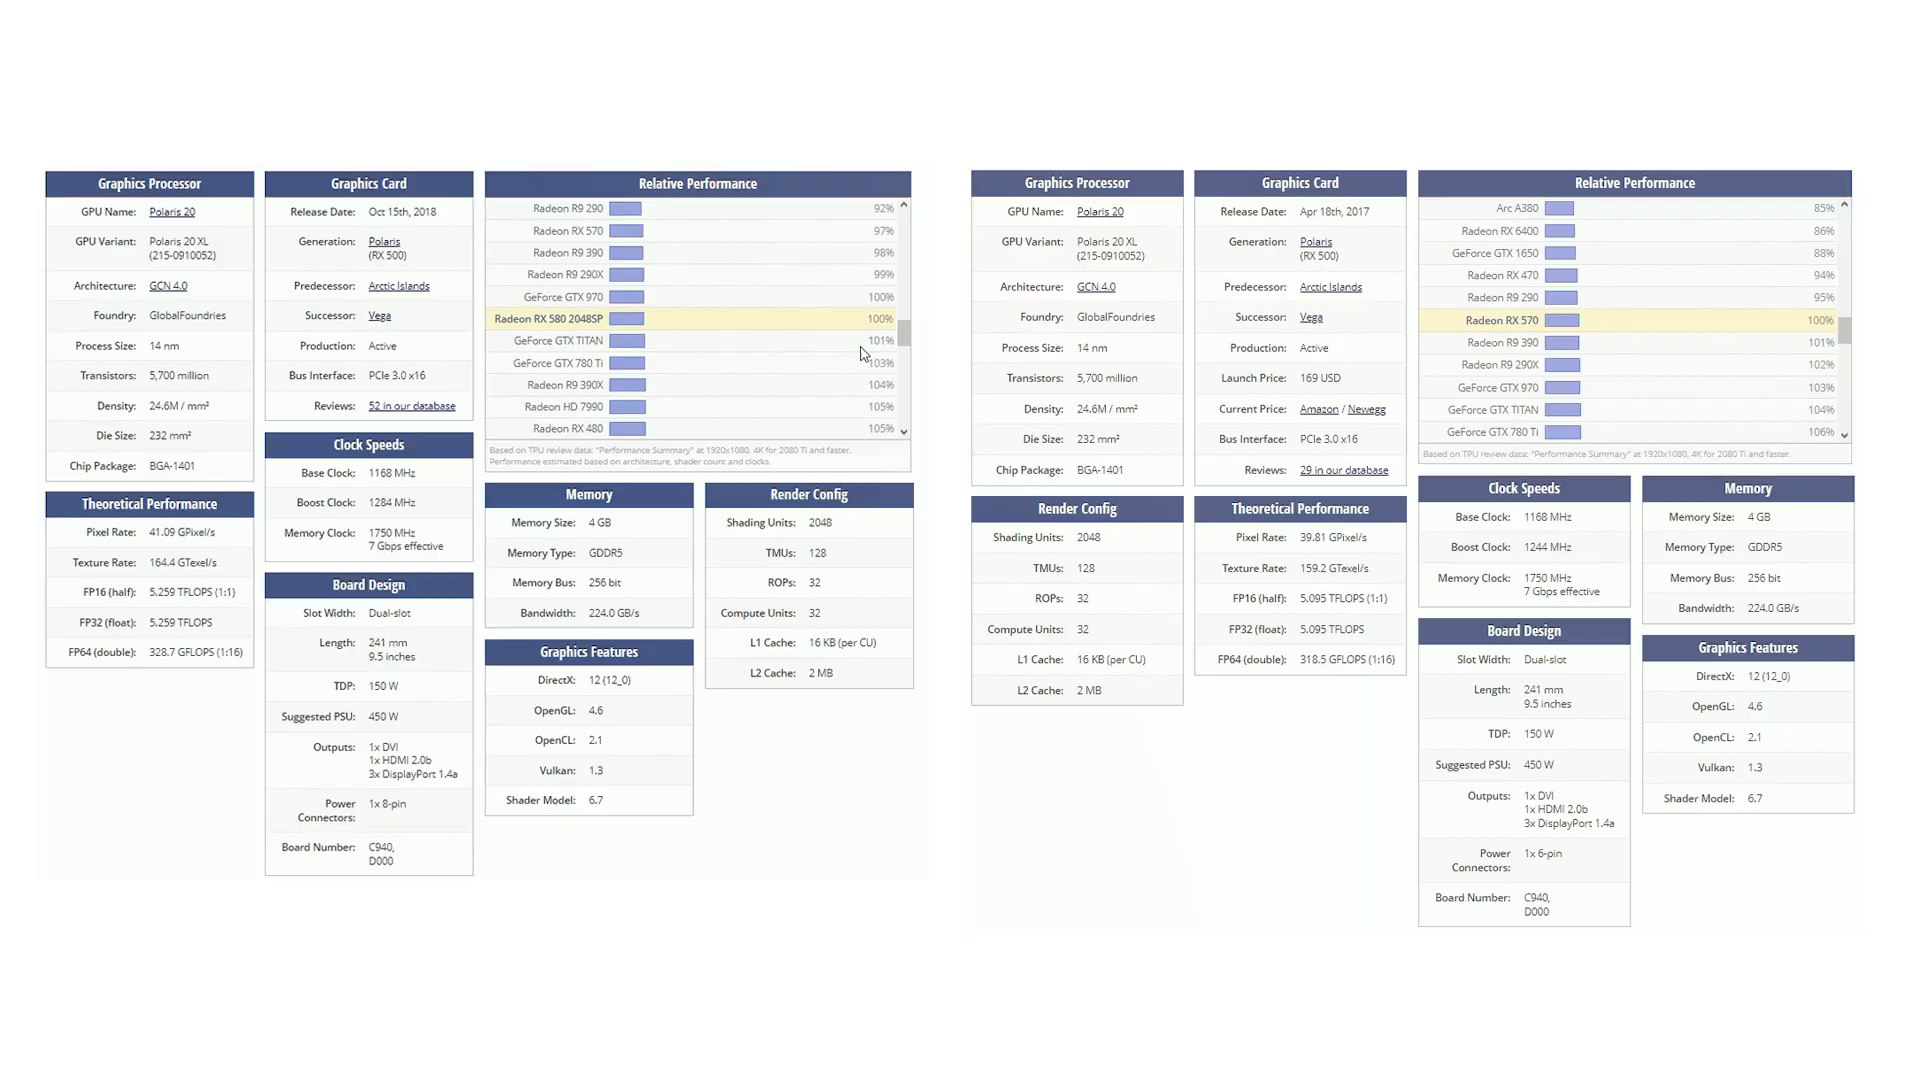 Graphics Processor
GPU Name: Polaris 20
GPU Variant: Polaris 20 XL
(215-0910052)
Architecture: GCN 4.0
Foundry: GlobalFoundries
Process Size: 14 nm
Transistors: 5,700 million
Density: 24.6M / mm²
Die Size: 232 mm²
Chip Package: BGA-1401
Theoretical Performance
Pixel Rate: 41.09 GPixel/s
Texture Rate: 164.4 GTexel/s
FP16 (half): 5.259 TFLOPS (1:1)
FP32 (float): 5.259 TFLOPS
FP64 (double): 328.7 GFLOPS (1:16)
Graphics Card
Release Date: Oct 15th, 2018
Generation: Polaris
(RX 500)
Predecessor: Arctic Islands
Successor: Vega
Production: Active
Bus Interface: PCIe 3.0 x16
Reviews: 52 in our database
Clock Speeds
Base Clock: 1168 MHz
Boost Clock: 1284 MHz
Memory Clock: 1750 MHz
7 Gbps effective
Board Design
Slot Width: Dual-slot
Length: 241 mm
9.5 inches
TDP: 150 W
Suggested PSU: 450 W
Outputs: 1x DVI
1x HDMI 2.0b
3x DisplayPort 1.4a
Power
Connectors: 1x 8-pin
Board Number: C940,
D000
Relative Performance
Radeon R9 290 92%
Radeon RX 570 97%
Radeon R9 390 98%
Radeon R9 290X 99%
GeForce GTX 970 100%
Radeon RX 580 2048SP 100%
GeForce GTX TITAN 101%
GeForce GTX 780 Ti 103%
Radeon R9 390X 104%
Radeon HD 7990 105%
Radeon RX 480 105%
Based on TPU review data: "Performance Summary" at 1920x1080, 4K for 2080 Ti and faster.
Performance estimated based on architecture, shader count and clocks.
Memory
Memory Size: 4 GB
Memory Type: GDDR5
Memory Bus: 256 bit
Bandwidth: 224.0 GB/s
Graphics Features
DirectX: 12 (12_0)
OpenGL: 4.6
OpenCL: 2.1
Vulkan: 1.3
Shader Model: 6.7
Render Config
Shading Units: 2048
TMUs: 128
ROPs: 32
Compute Units: 32
L1 Cache: 16 KB (per CU)
L2 Cache: 2 MB
Graphics Processor
GPU Name: Polaris 20
GPU Variant: Polaris 20 XL
(215-0910052)
Architecture: GCN 4.0
Foundry: GlobalFoundries
Process Size: 14 nm
Transistors: 5,700 million
Density: 24.6M / mm²
Die Size: 232 mm²
Chip Package: BGA-1401
Render Config
Shading Units: 2048
TMUs: 128
ROPs: 32
Compute Units: 32
L1 Cache: 16 KB (per CU)
L2 Cache: 2 MB
Graphics Card
Release Date: Apr 18th, 2017
Generation: Polaris
(RX 500)
Predecessor: Arctic Islands
Successor: Vega
Production: Active
Launch Price: 169 USD
Current Price: Amazon / Newegg
Bus Interface: PCIe 3.0 x16
Reviews: 29 in our database
Theoretical Performance
Pixel Rate: 39.81 GPixel/s
Texture Rate: 159.2 GTexel/s
FP16 (half): 5.095 TFLOPS (1:1)
FP32 (float): 5.095 TFLOPS
FP64 (double): 318.5 GFLOPS (1:16)
Relative Performance
Arc A380 85%
Radeon RX 6400 86%
GeForce GTX 1650 88%
Radeon RX 470 94%
Radeon R9 290 95%
Radeon RX 570 100%
Radeon R9 390 101%
Radeon R9 290X 102%
GeForce GTX 970 103%
GeForce GTX TITAN 104%
GeForce GTX 780 Ti 106%
Based on TPU review data: "Performance Summary" at 1920x1080, 4K for 2080 Ti and faster.
Clock Speeds
Base Clock: 1168 MHz
Boost Clock: 1244 MHz
Memory Clock: 1750 MHz
7 Gbps effective
Board Design
Slot Width: Dual-slot
Length: 241 mm
9.5 inches
TDP: 150 W
Suggested PSU: 450 W
Outputs: 1x DVI
1x HDMI 2.0b
3x DisplayPort 1.4a
Power
Connectors: 1x 6-pin
Board Number: C940,
D000
Memory
Memory Size: 4 GB
Memory Type: GDDR5
Memory Bus: 256 bit
Bandwidth: 224.0 GB/s
Graphics Features
DirectX: 12 (12_0)
OpenGL: 4.6
OpenCL: 2.1
Vulkan: 1.3
Shader Model: 6.7